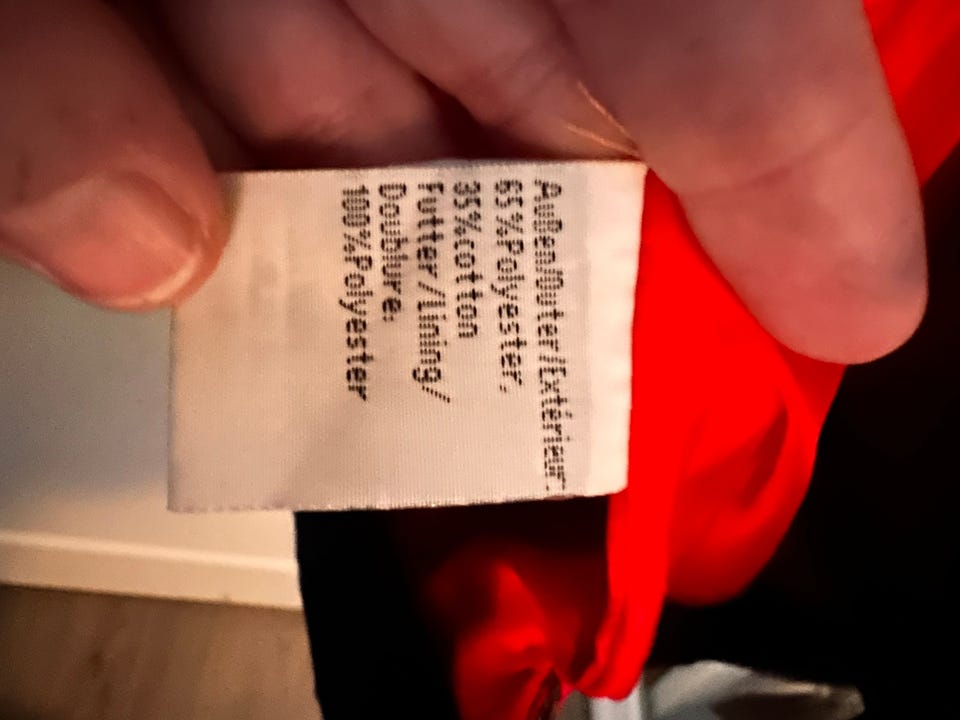 Außen/Outer/Extérieur:
65%Polyester,
35%cotton
Futter/Lining/
Doublure:
100%Polyester